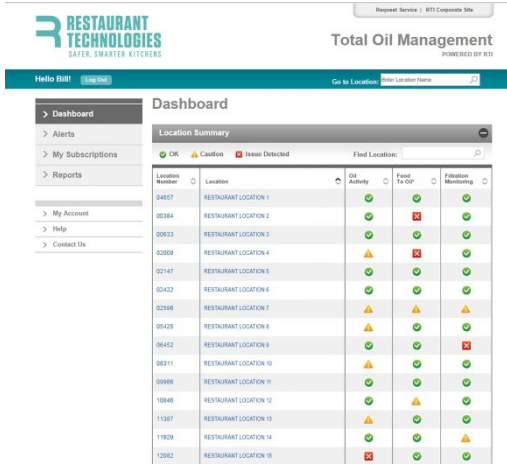 Request Service | RTI Corporate Site
RESTAURANT
TECHNOLOGIES
SAFER, SMARTER KITCHENS
Total Oil Management
POWERED BY RTI
Hello Bill! Log Out
Go to Location: Enter Location Name
> Dashboard
> Alerts
> My Subscriptions
> Reports
> My Account
> Help
> Contact Us
Dashboard
Location Summary
OK Caution Issue Detected Find Location:
Location Number Location Oil Activity Food To Oil* Filtration Monitoring
04657 RESTAURANT LOCATION 1
00384 RESTAURANT LOCATION 2
00633 RESTAURANT LOCATION 3
02008 RESTAURANT LOCATION 4
02147 RESTAURANT LOCATION 5
02422 RESTAURANT LOCATION 6
02596 RESTAURANT LOCATION 7
05425 RESTAURANT LOCATION 8
06452 RESTAURANT LOCATION 9
08311 RESTAURANT LOCATION 10
09966 RESTAURANT LOCATION 11
10846 RESTAURANT LOCATION 12
11387 RESTAURANT LOCATION 13
11929 RESTAURANT LOCATION 14
12082 RESTAURANT LOCATION 15